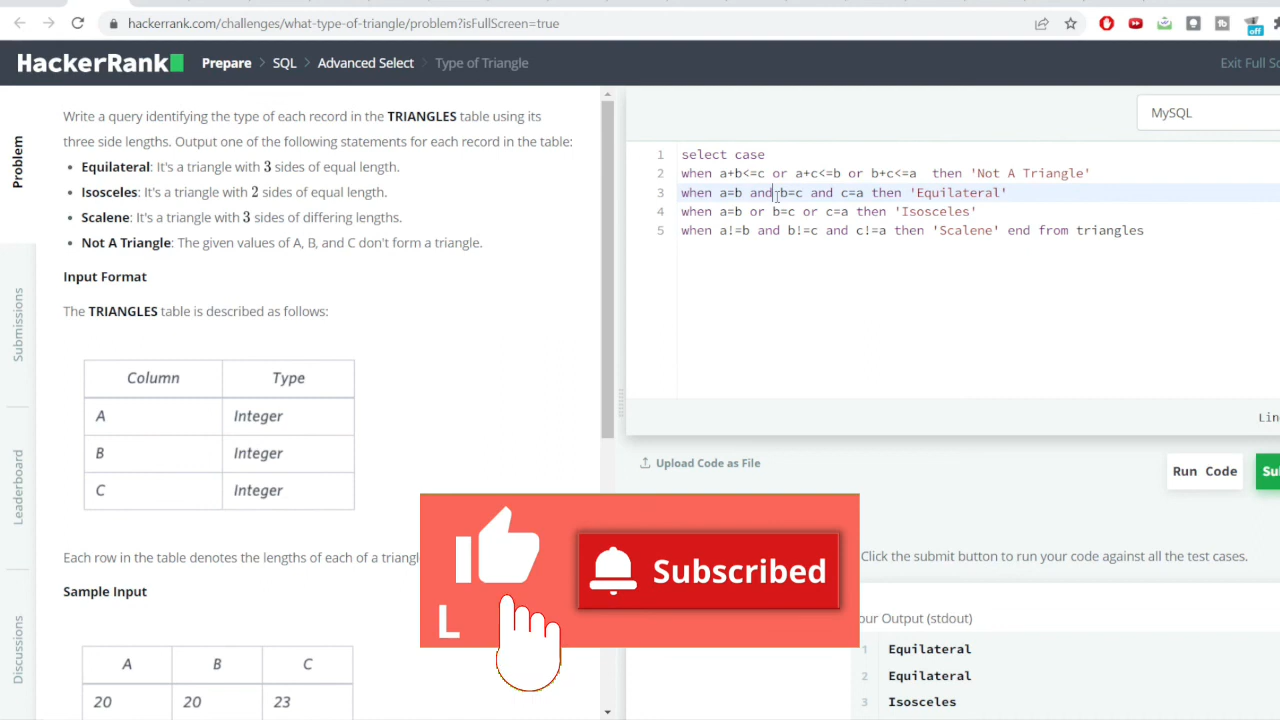 hackerrank.com/challenges/what-type-of-triangle/problem?isFullScreen=true
off
HackerRank Prepare > SQL > Advanced Select > Type of Triangle
Exit Full Sc
Problem
Submissions
Leaderboard
Discussions
Write a query identifying the type of each record in the TRIANGLES table using its
three side lengths. Output one of the following statements for each record in the table:
• Equilateral: It's a triangle with 3 sides of equal length.
• Isosceles: It's a triangle with 2 sides of equal length.
• Scalene: It's a triangle with 3 sides of differing lengths.
• Not A Triangle: The given values of A, B, and C don't form a triangle.
Input Format
The TRIANGLES table is described as follows:
Column Type
A Integer
B Integer
C Integer
Each row in the table denotes the lengths of each of a triangl
Sample Input
A B C
20 20 23
MySQL
1 select case
2 when a+b<=c or a+c<=b or b+c<=a  then 'Not A Triangle'
3 when a=b and b=c and c=a then 'Equilateral'
4 when a=b or b=c or c=a then 'Isosceles'
5 when a!=b and b!=c and c!=a then 'Scalene' end from triangles
Lin
Upload Code as File
Run Code
Su
Subscribed
L
Click the submit button to run your code against all the test cases.
our Output (stdout)
1 Equilateral
2 Equilateral
3 Isosceles